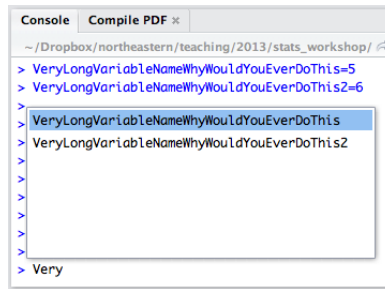 Console Compile PDF ×
~/Dropbox/northeastern/teaching/2013/stats_workshop/
> VeryLongVariableNameWhyWouldYouEverDoThis=5
> VeryLongVariableNameWhyWouldYouEverDoThis2=6
>
> VeryLongVariableNameWhyWouldYouEverDoThis
>
> VeryLongVariableNameWhyWouldYouEverDoThis2
>
>
>
>
>
> Very